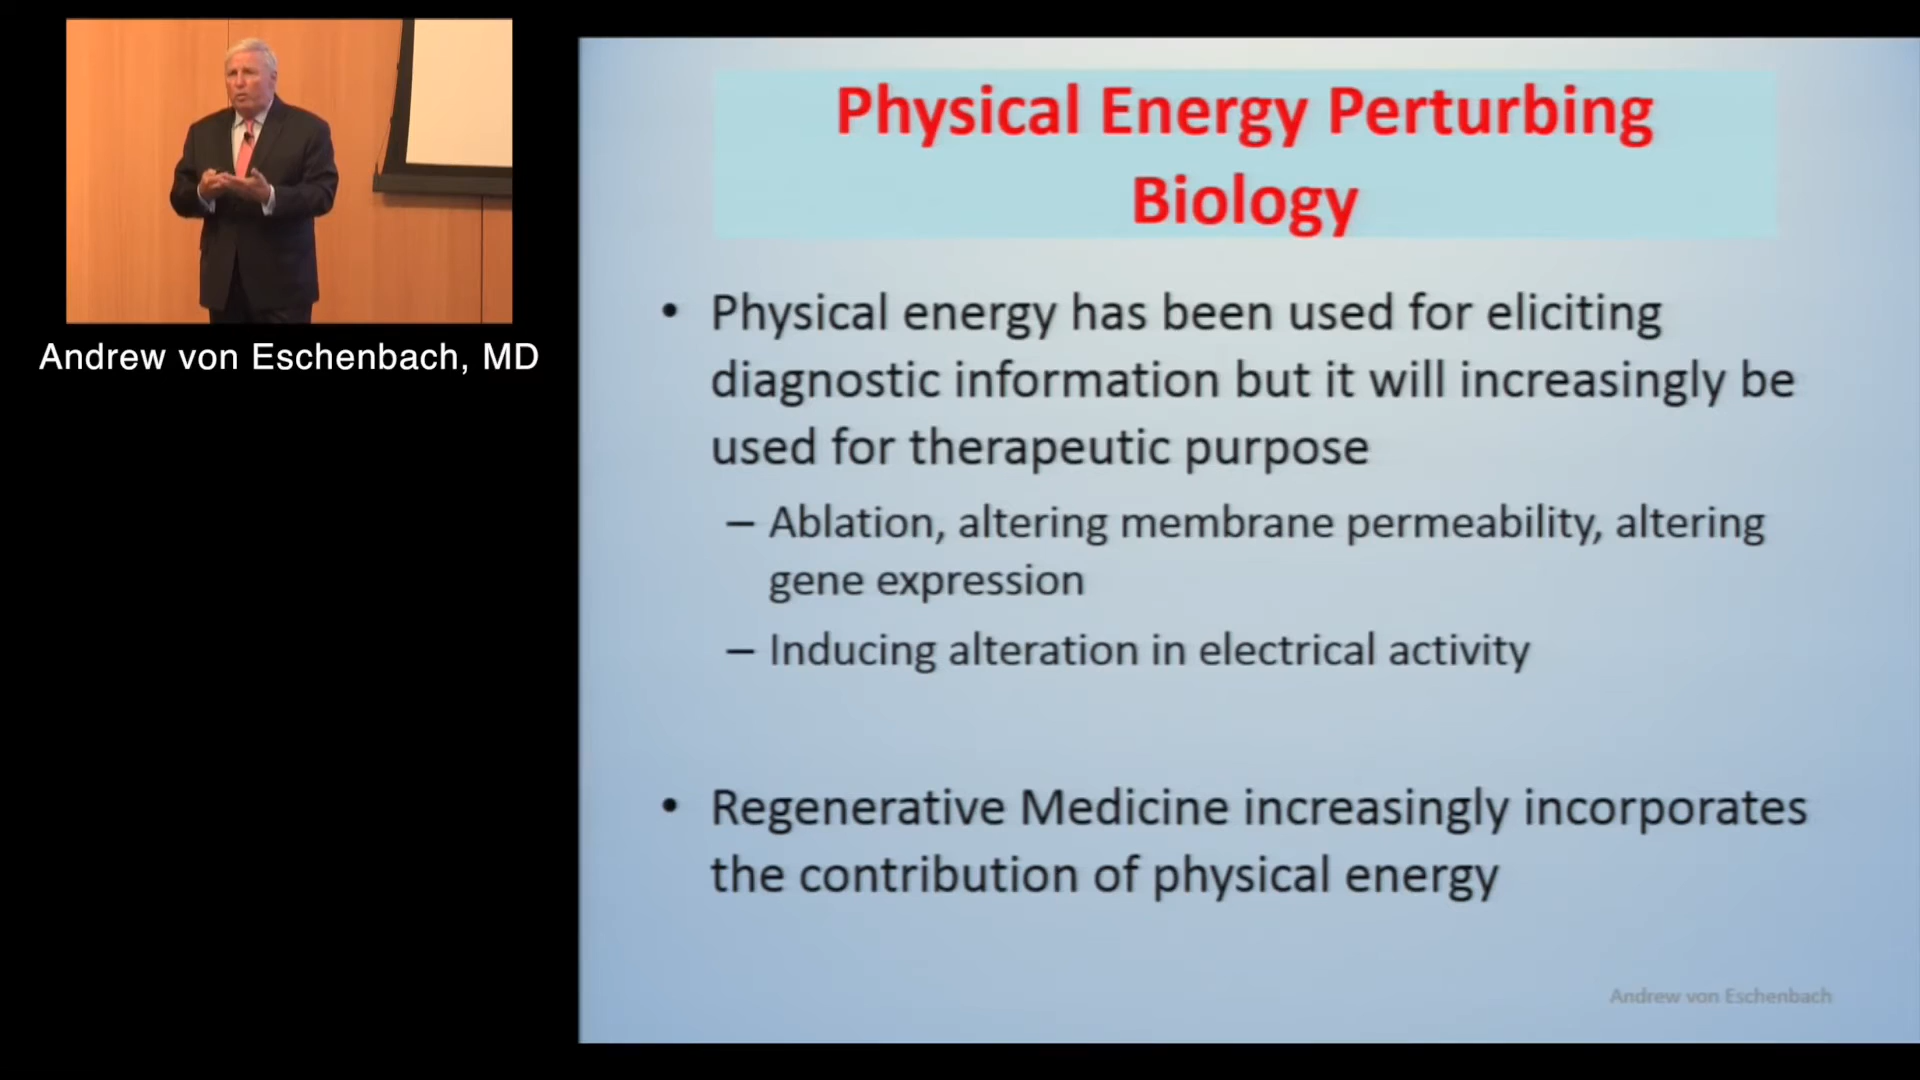 Andrew von Eschenbach, MD
Physical Energy Perturbing
Biology
• Physical energy has been used for eliciting
diagnostic information but it will increasingly be
used for therapeutic purpose
– Ablation, altering membrane permeability, altering
gene expression
– Inducing alteration in electrical activity
• Regenerative Medicine increasingly incorporates
the contribution of physical energy
Andrew von Eschenbach